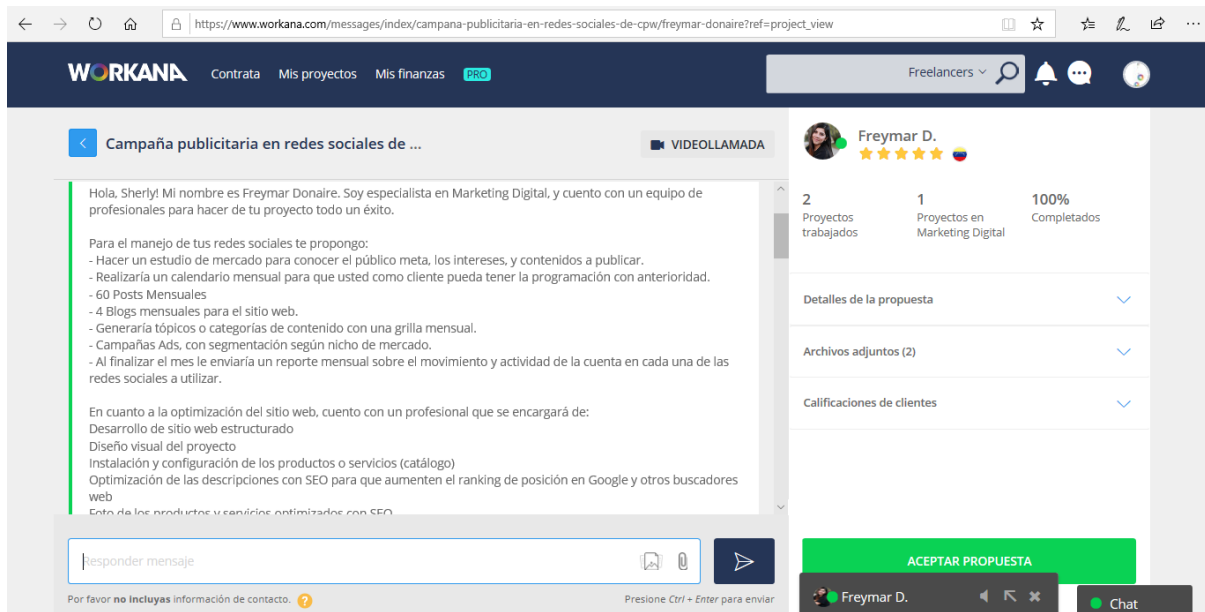 https://www.workana.com/messages/index/campana-publicitaria-en-redes-sociales-de-cpw/freymar-donaire?ref=project_view
WORKANA
Contrata
Mis proyectos
Mis finanzas
PRO
Freelancers
Campaña publicitaria en redes sociales de ...
VIDEOLLAMADA
Hola, Sherly! Mi nombre es Freymar Donaire. Soy especialista en Marketing Digital, y cuento con un equipo de
profesionales para hacer de tu proyecto todo un éxito.
Para el manejo de tus redes sociales te propongo:
- Hacer un estudio de mercado para conocer el público meta, los intereses, y contenidos a publicar.
- Realizaría un calendario mensual para que usted como cliente pueda tener la programación con anterioridad.
- 60 Posts Mensuales
- 4 Blogs mensuales para el sitio web.
- Generaría tópicos o categorías de contenido con una grilla mensual.
- Campañas Ads, con segmentación según nicho de mercado.
- Al finalizar el mes le enviaría un reporte mensual sobre el movimiento y actividad de la cuenta en cada una de las
redes sociales a utilizar.
En cuanto a la optimización del sitio web, cuento con un profesional que se encargará de:
Desarrollo de sitio web estructurado
Diseño visual del proyecto
Instalación y configuración de los productos o servicios (catálogo)
Optimización de las descripciones con SEO para que aumenten el ranking de posición en Google y otros buscadores
web
Foto de los productos y servicios optimizados con SEO
Responder mensaje
Por favor no incluyas información de contacto.
Presione Ctrl + Enter para enviar
Freymar D.
2
Proyectos
trabajados
1
Proyectos en
Marketing Digital
100%
Completados
Detalles de la propuesta
Archivos adjuntos (2)
Calificaciones de clientes
ACEPTAR PROPUESTA
Freymar D.
Chat